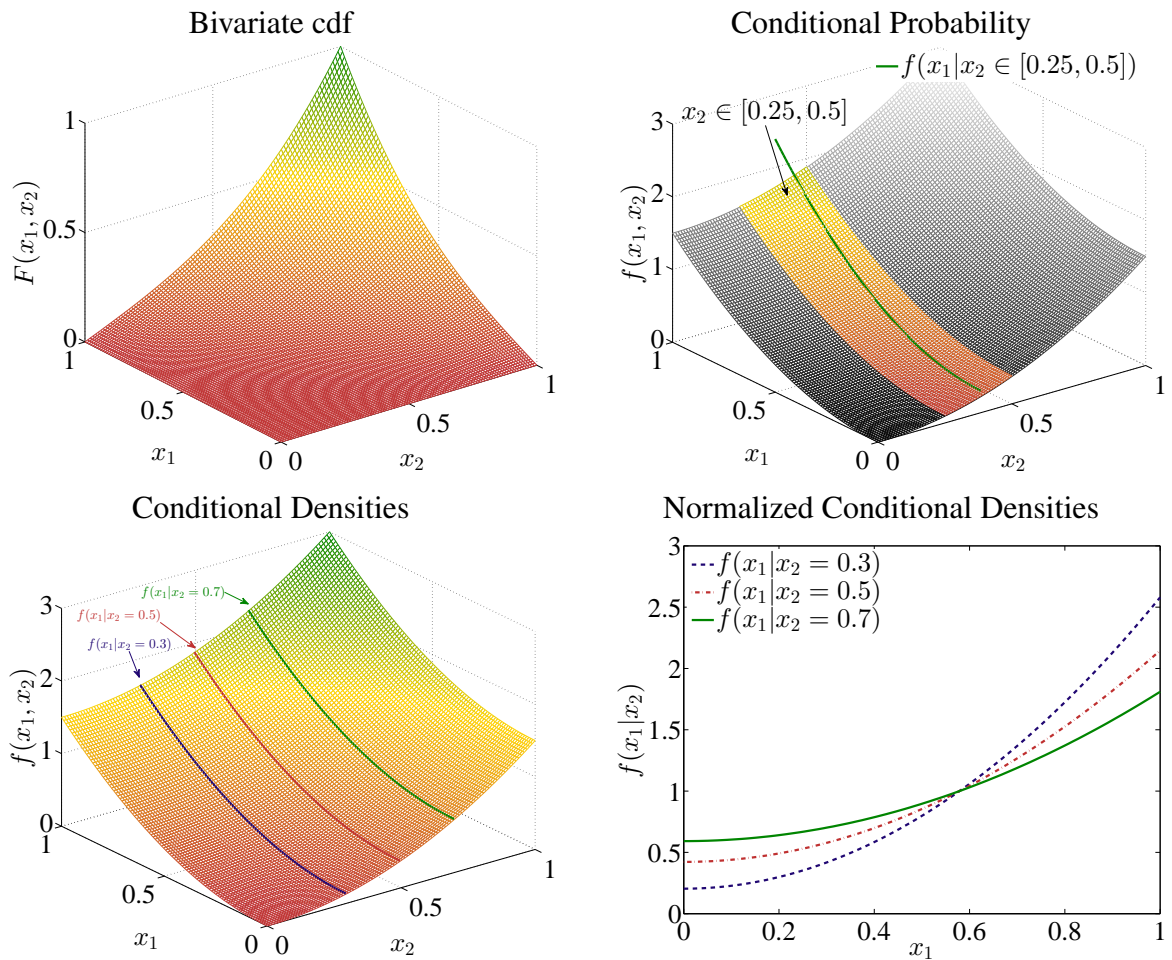 Bivariate cdf
1
0.5
0
F(x₁, x₂)
1
0.5
0
x₁
0
0.5
1
x₂
Conditional Probability
f(x₁|x₂ ∈ [0.25, 0.5])
x₂ ∈ [0.25, 0.5]
3
2
1
0
f(x₁, x₂)
1
0.5
0
x₁
0
0.5
1
x₂
Conditional Densities
f(x₁|x₂ = 0.7)
f(x₁|x₂ = 0.5)
f(x₁|x₂ = 0.3)
3
2
1
0
f(x₁, x₂)
1
0.5
0
x₁
0
0.5
1
x₂
Normalized Conditional Densities
f(x₁|x₂ = 0.3)
f(x₁|x₂ = 0.5)
f(x₁|x₂ = 0.7)
3
2.5
2
1.5
1
0.5
0
f(x₁|x₂)
0 0.2 0.4 0.6 0.8 1
x₁